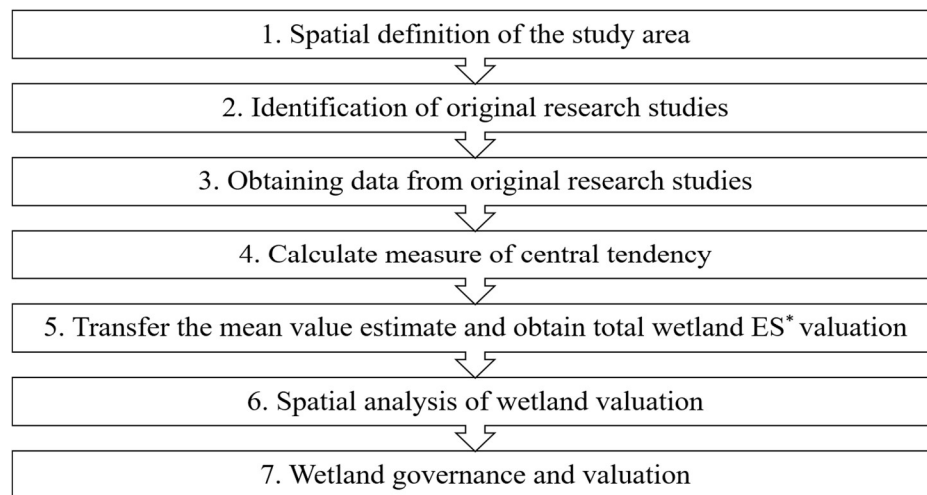 1. Spatial definition of the study area
2. Identification of original research studies
3. Obtaining data from original research studies
4. Calculate measure of central tendency
5. Transfer the mean value estimate and obtain total wetland ES* valuation
6. Spatial analysis of wetland valuation
7. Wetland governance and valuation